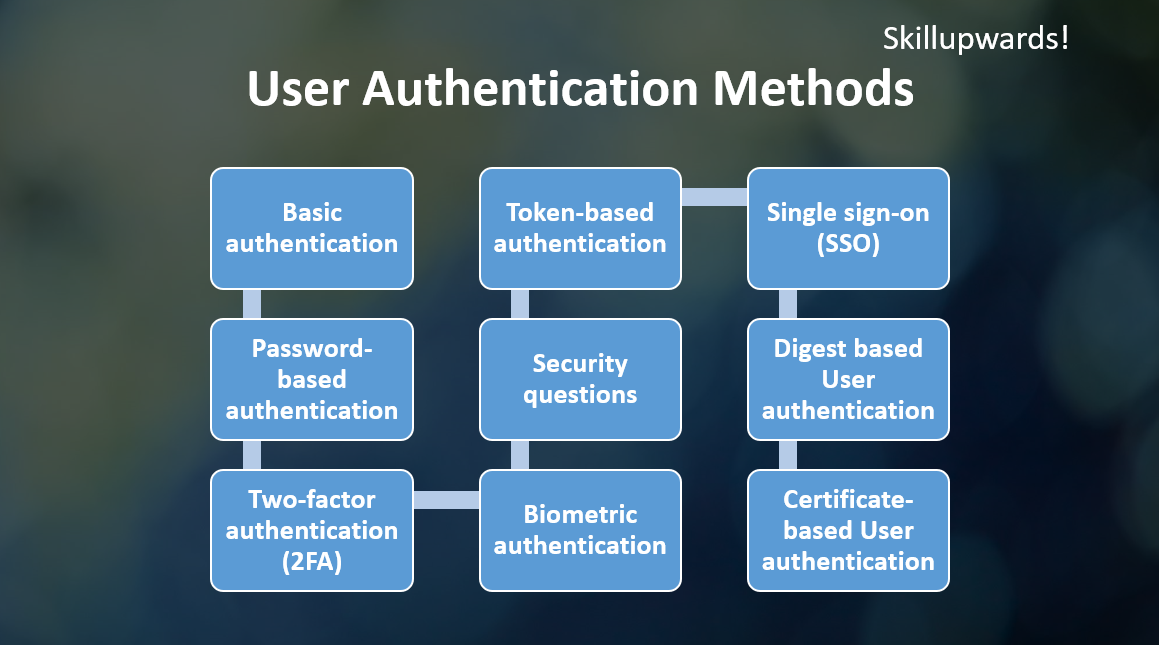 Skillupwards!
User Authentication Methods
Basic
authentication
Password-
based
authentication
Two-factor
authentication
(2FA)
Biometric
authentication
Security
questions
Token-based
authentication
Single sign-on
(SSO)
Digest based
User
authentication
Certificate-
based User
authentication